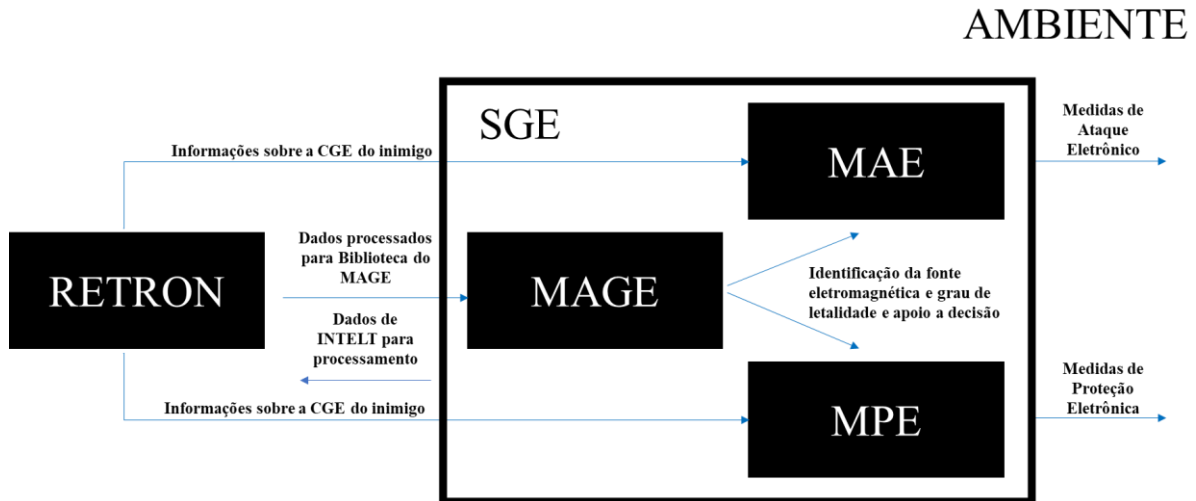 AMBIENTE
SGE
Medidas de
Ataque
Eletrônico
Informações sobre a CGE do inimigo
MAE
Dados processados
para Biblioteca do
MAGE
RETRON
MAGE
Identificação da fonte
eletromagnética e grau de
letalidade e apoio a decisão
Dados de
INTELT para
processamento
Informações sobre a CGE do inimigo
MPE
Medidas de
Proteção
Eletrônica